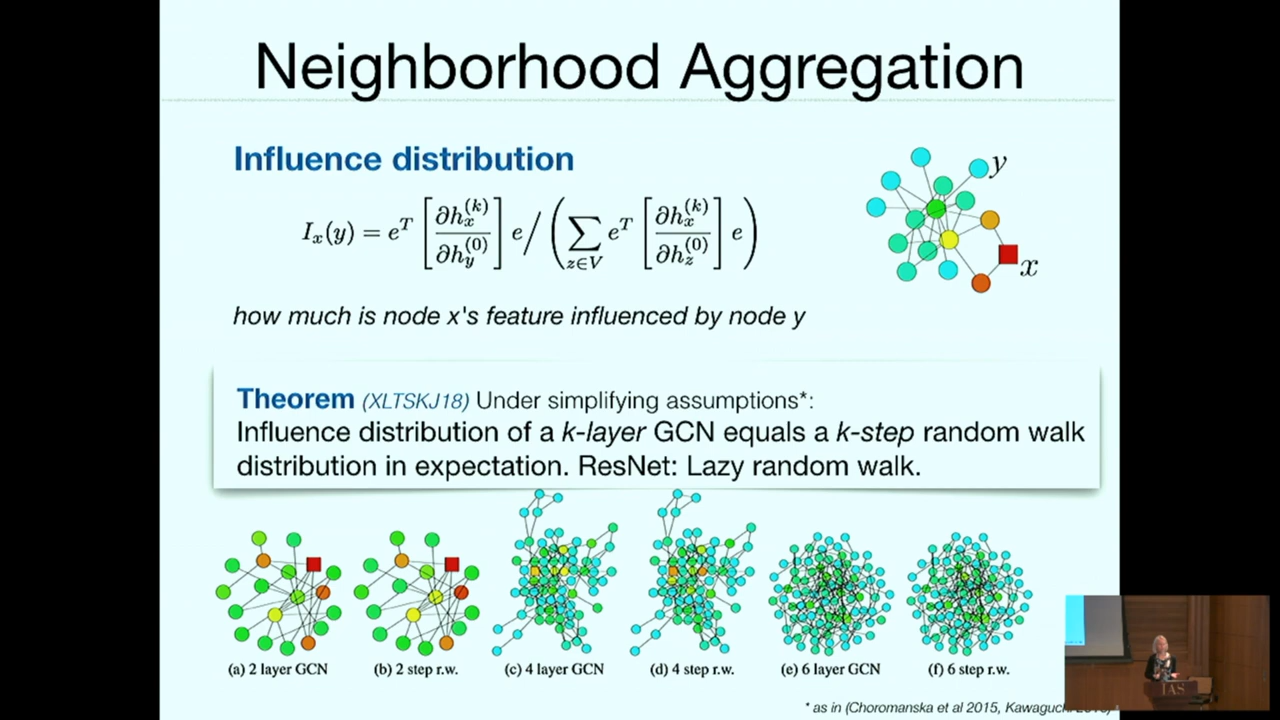 Neighborhood Aggregation
Influence distribution
y
I_x(y) = e^T [∂h_x^(k) / ∂h_y^(0)] e / (∑_{z∈V} e^T [∂h_x^(k) / ∂h_z^(0)] e)
x
how much is node x's feature influenced by node y
Theorem (XLTSKJ18) Under simplifying assumptions*:
Influence distribution of a k-layer GCN equals a k-step random walk
distribution in expectation. ResNet: Lazy random walk.
(a) 2 layer GCN (b) 2 step r.w. (c) 4 layer GCN (d) 4 step r.w. (e) 6 layer GCN (f) 6 step r.w.
* as in (Choromanska et al 2015,
IAS